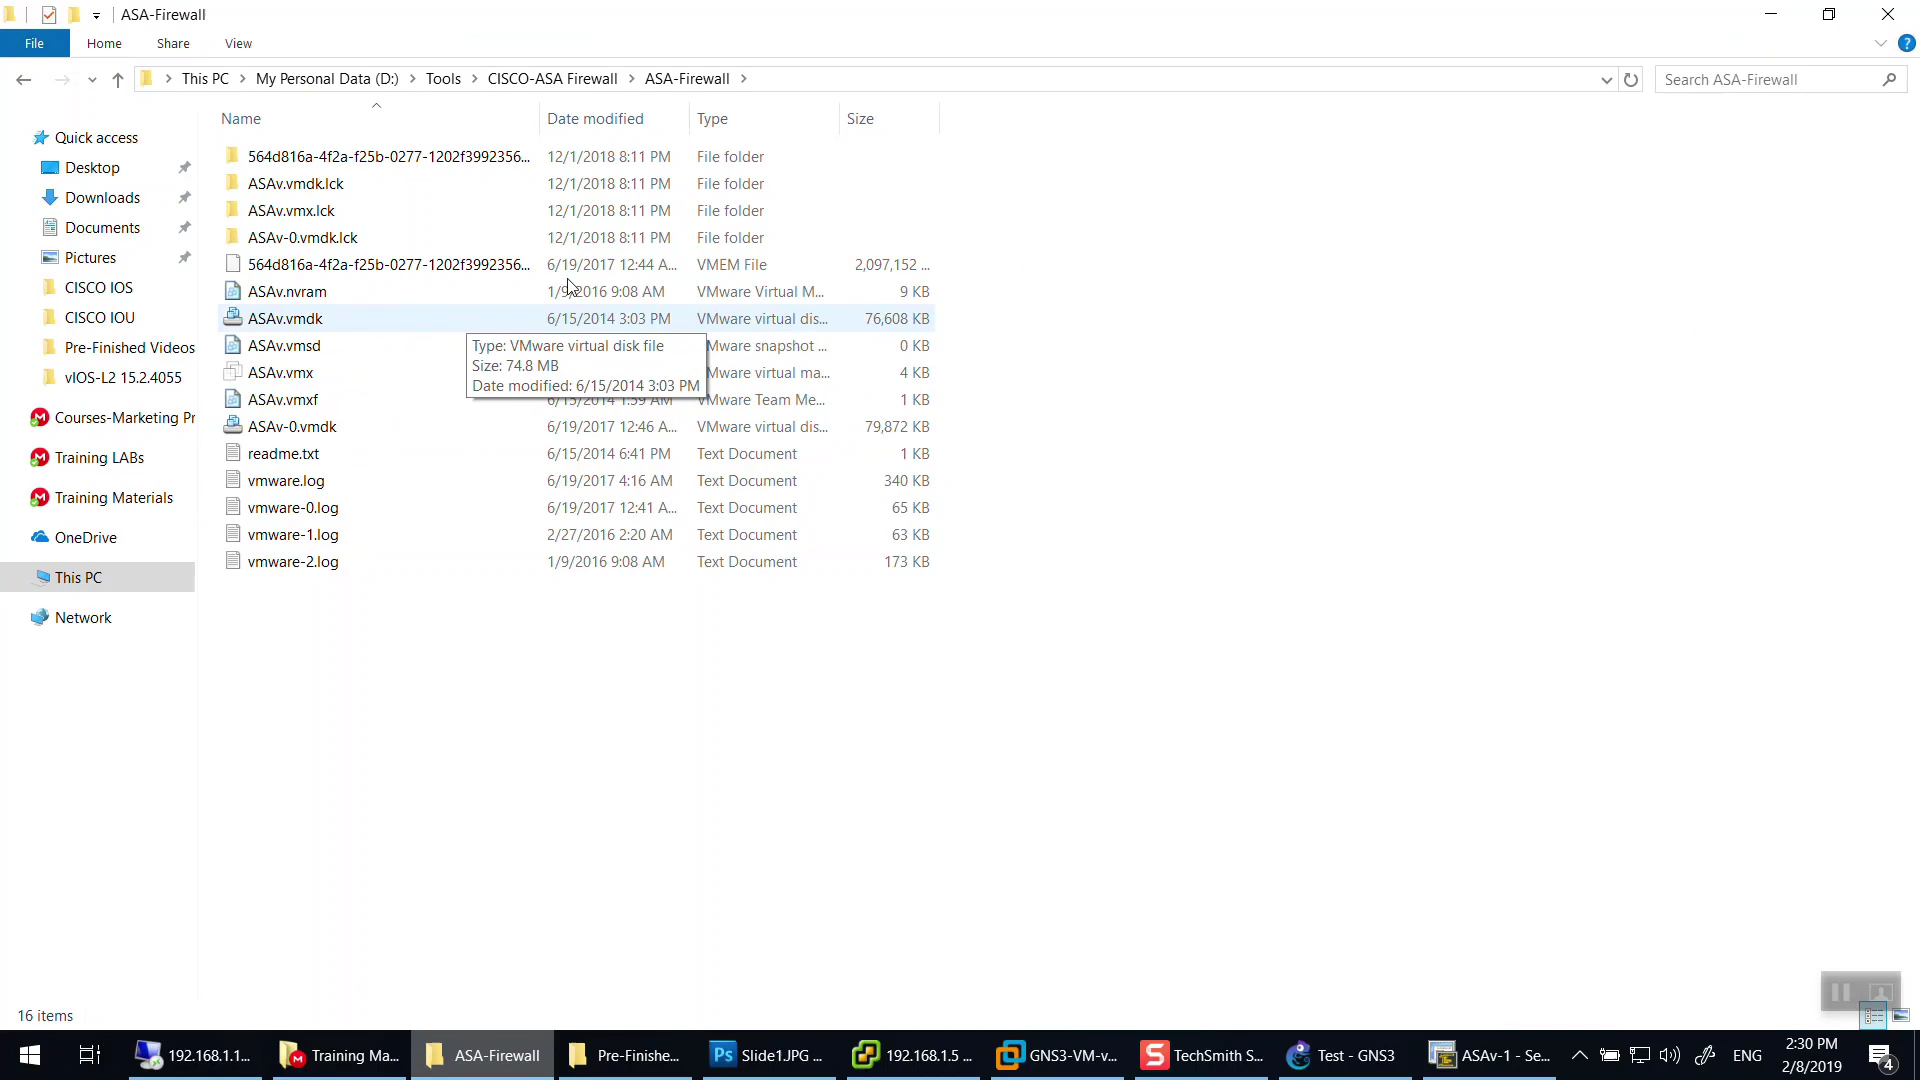 ASA-Firewall
File Home Share View
This PC My Personal Data (D:) Tools CISCO-ASA Firewall ASA-Firewall
Search ASA-Firewall
Name Date modified Type Size
Quick access
Desktop
Downloads
Documents
Pictures
CISCO IOS
CISCO IOU
Pre-Finished Videos
vIOS-L2 15.2.4055
Courses-Marketing Pr
Training LABs
Training Materials
OneDrive
This PC
Network
564d816a-4f2a-f25b-0277-1202f3992356... 12/1/2018 8:11 PM File folder
ASAv.vmdk.lck 12/1/2018 8:11 PM File folder
ASAv.vmx.lck 12/1/2018 8:11 PM File folder
ASAv-0.vmdk.lck 12/1/2018 8:11 PM File folder
564d816a-4f2a-f25b-0277-1202f3992356... 6/19/2017 12:44 A... VMEM File 2,097,152 ...
ASAv.nvram 1/9/2016 9:08 AM VMware Virtual M... 9 KB
ASAv.vmdk 6/15/2014 3:03 PM VMware virtual dis... 76,608 KB
ASAv.vmsd Mware snapshot ... 0 KB
ASAv.vmx Mware virtual ma... 4 KB
ASAv.vmxf 6/15/2014 1:59 AM VMware Team Me... 1 KB
ASAv-0.vmdk 6/19/2017 12:46 A... VMware virtual dis... 79,872 KB
readme.txt 6/15/2014 6:41 PM Text Document 1 KB
vmware.log 6/19/2017 4:16 AM Text Document 340 KB
vmware-0.log 6/19/2017 12:41 A... Text Document 65 KB
vmware-1.log 2/27/2016 2:20 AM Text Document 63 KB
vmware-2.log 1/9/2016 9:08 AM Text Document 173 KB
Type: VMware virtual disk file
Size: 74.8 MB
Date modified: 6/15/2014 3:03 PM
16 items
192.168.1.1... Training Ma... ASA-Firewall Pre-Finishe... Ps Slide1.JPG ... 192.168.1.5 ... GNS3-VM-v... TechSmith S... Test - GNS3 ASAv-1 - Se... ENG
2:30 PM
2/8/2019
4